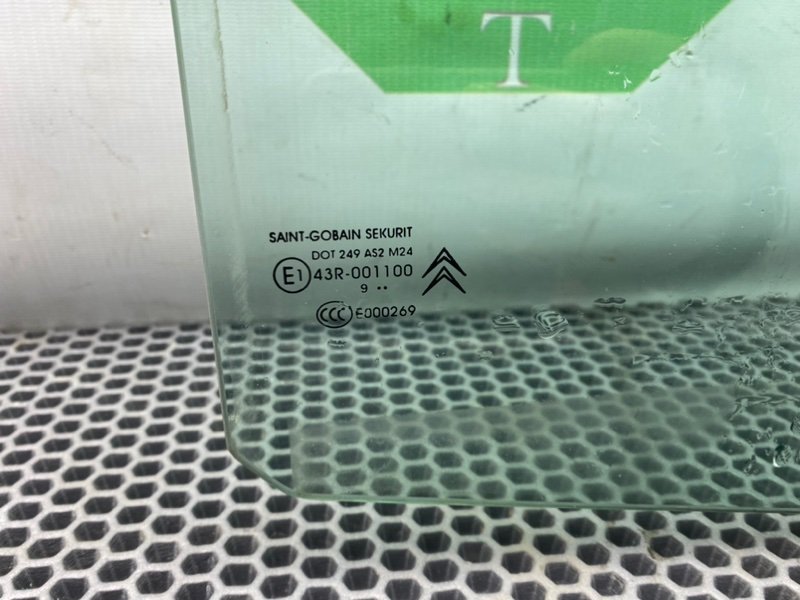 T
SAINT-GOBAIN SEKURIT
DOT 249 AS2 M24
E1 43R-001100
9 ..
CCC E000269